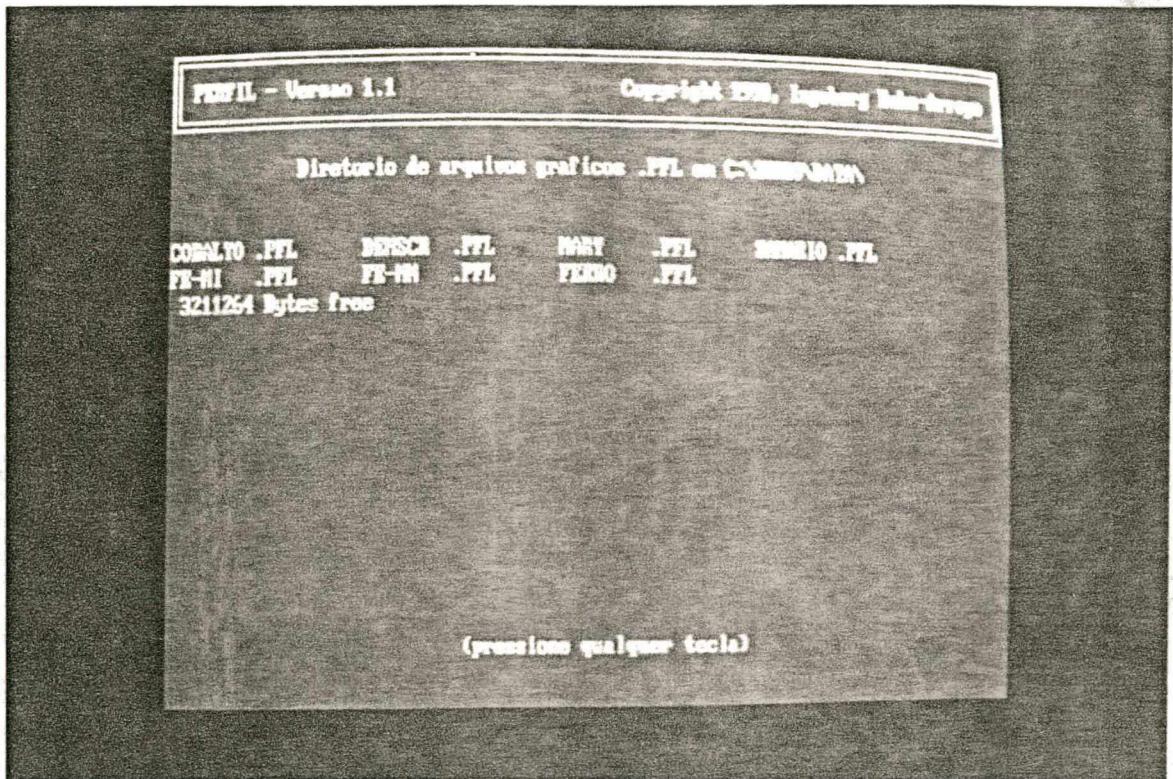 PERFIL - Versao 1.1 Copyright
Diretorio de arquivos graficos .PFL em
COBALTO .PFL .PFL MARY .PFL .PFL
FE-NI .PFL FE-MN .PFL FERRO .PFL
3211264 Bytes free
(pressione qualquer tecla)